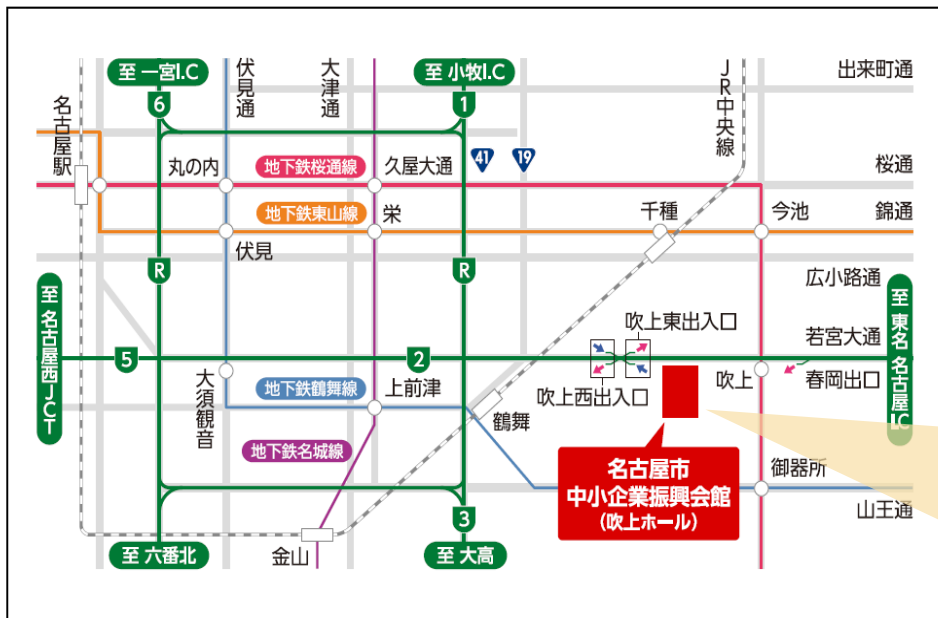 至 一宮I.C
伏見通
大津通
至 小牧I.C
JR中央線
出来町通
名古屋駅
6
1
丸の内
地下鉄桜通線
久屋大通
41
19
桜通
地下鉄東山線
栄
千種
今池
錦通
伏見
R
R
広小路通
至 名古屋西JCT
至 東名 名古屋I.C
吹上東出入口
若宮大通
5
2
大須観音
地下鉄鶴舞線
上前津
吹上西出入口
吹上
春岡出口
鶴舞
地下鉄名城線
名古屋市
中小企業振興会館
(吹上ホール)
御器所
山王通
3
金山
至 六番北
至 大高